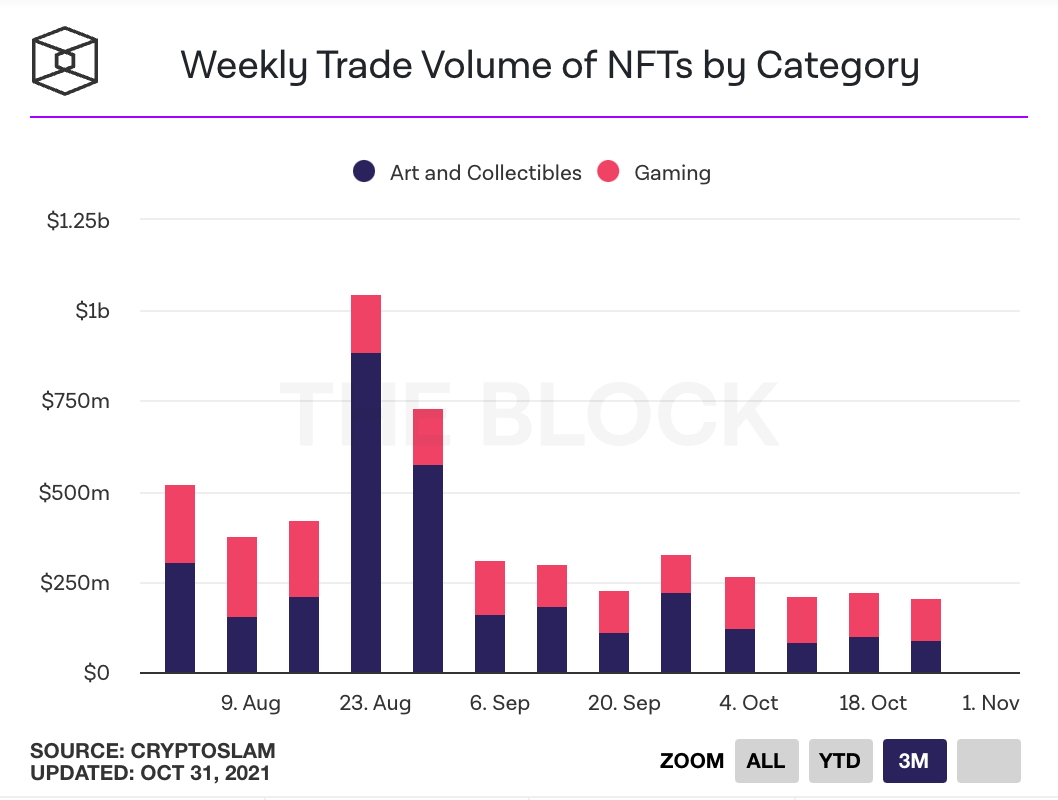 Weekly Trade Volume of NFTs by Category
Art and Collectibles Gaming
$1.25b
$1b
$750m
THE BLOCK
$500m
$250m
$0
9. Aug 23. Aug 6. Sep 20. Sep 4. Oct 18. Oct 1. Nov
SOURCE: CRYPTOSLAM
UPDATED: OCT 31, 2021
ZOOM ALL YTD 3M